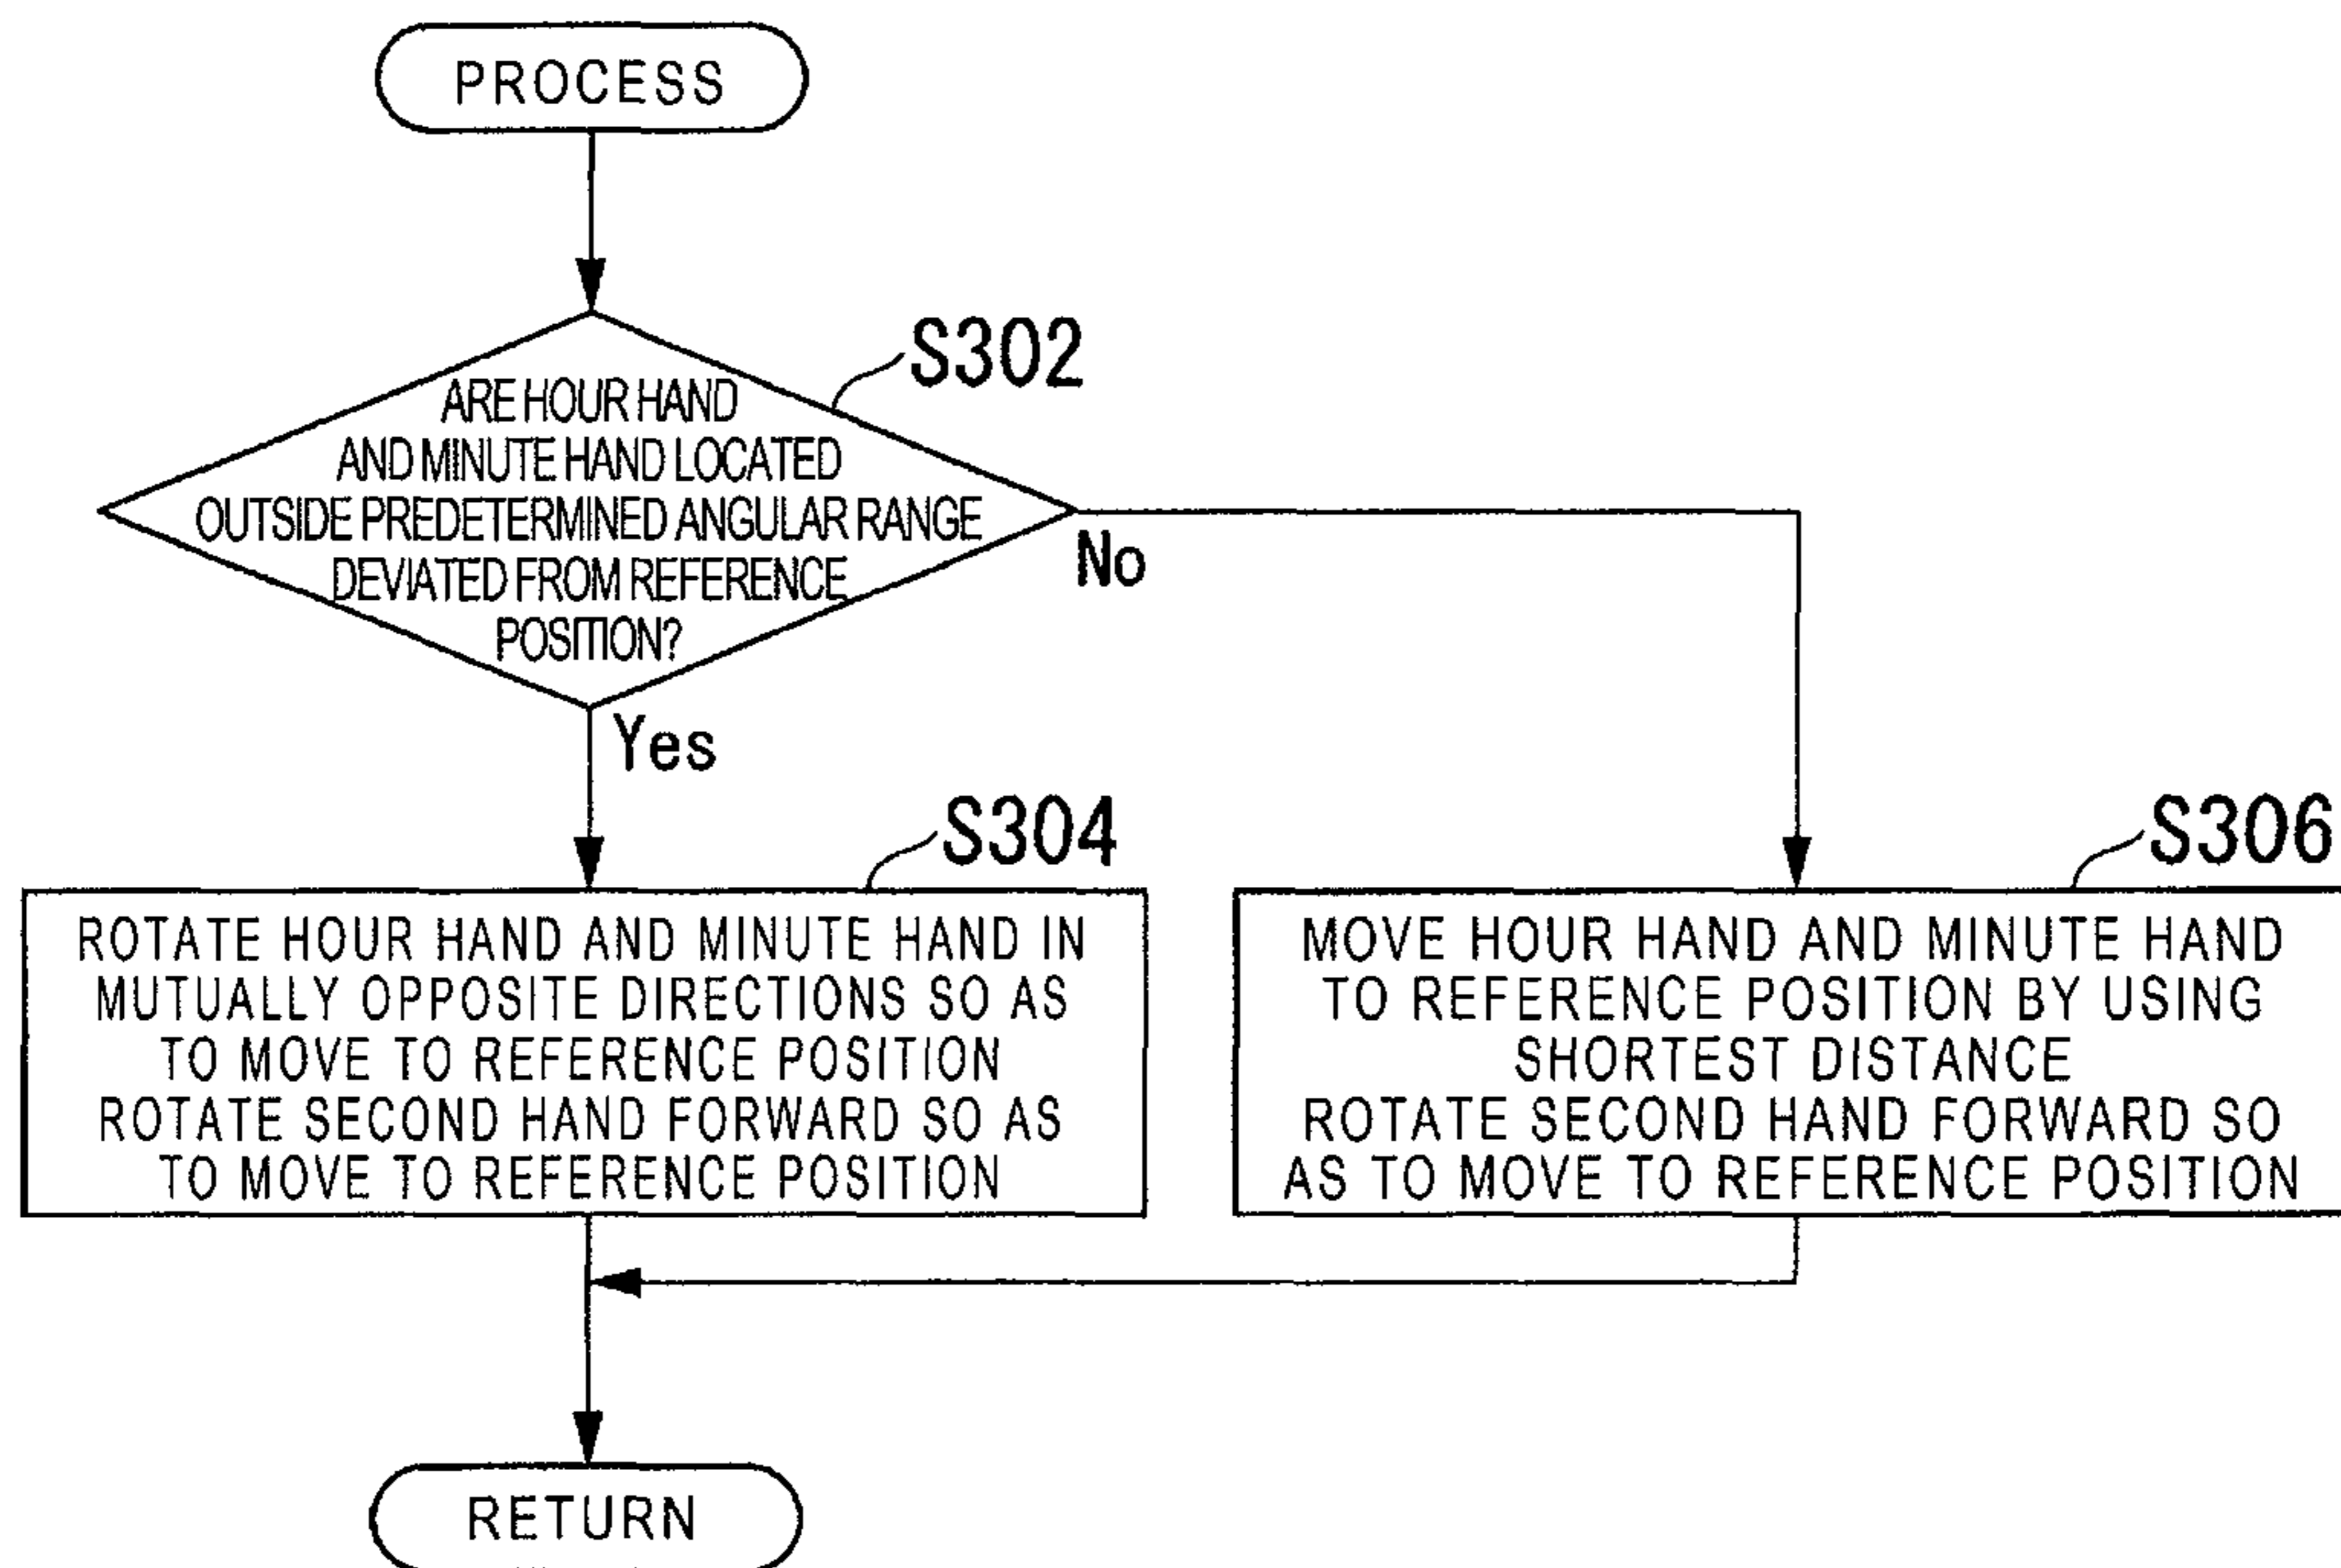 PROCESS
S302
ARE HOUR HAND
AND MINUTE HAND LOCATED
OUTSIDE PREDETERMINED ANGULAR RANGE
DEVIATED FROM REFERENCE
POSITION?
No
Yes
S304
ROTATE HOUR HAND AND MINUTE HAND IN
MUTUALLY OPPOSITE DIRECTIONS SO AS
TO MOVE TO REFERENCE POSITION
ROTATE SECOND HAND FORWARD SO AS
TO MOVE TO REFERENCE POSITION
S306
MOVE HOUR HAND AND MINUTE HAND
TO REFERENCE POSITION BY USING
SHORTEST DISTANCE
ROTATE SECOND HAND FORWARD SO
AS TO MOVE TO REFERENCE POSITION
RETURN